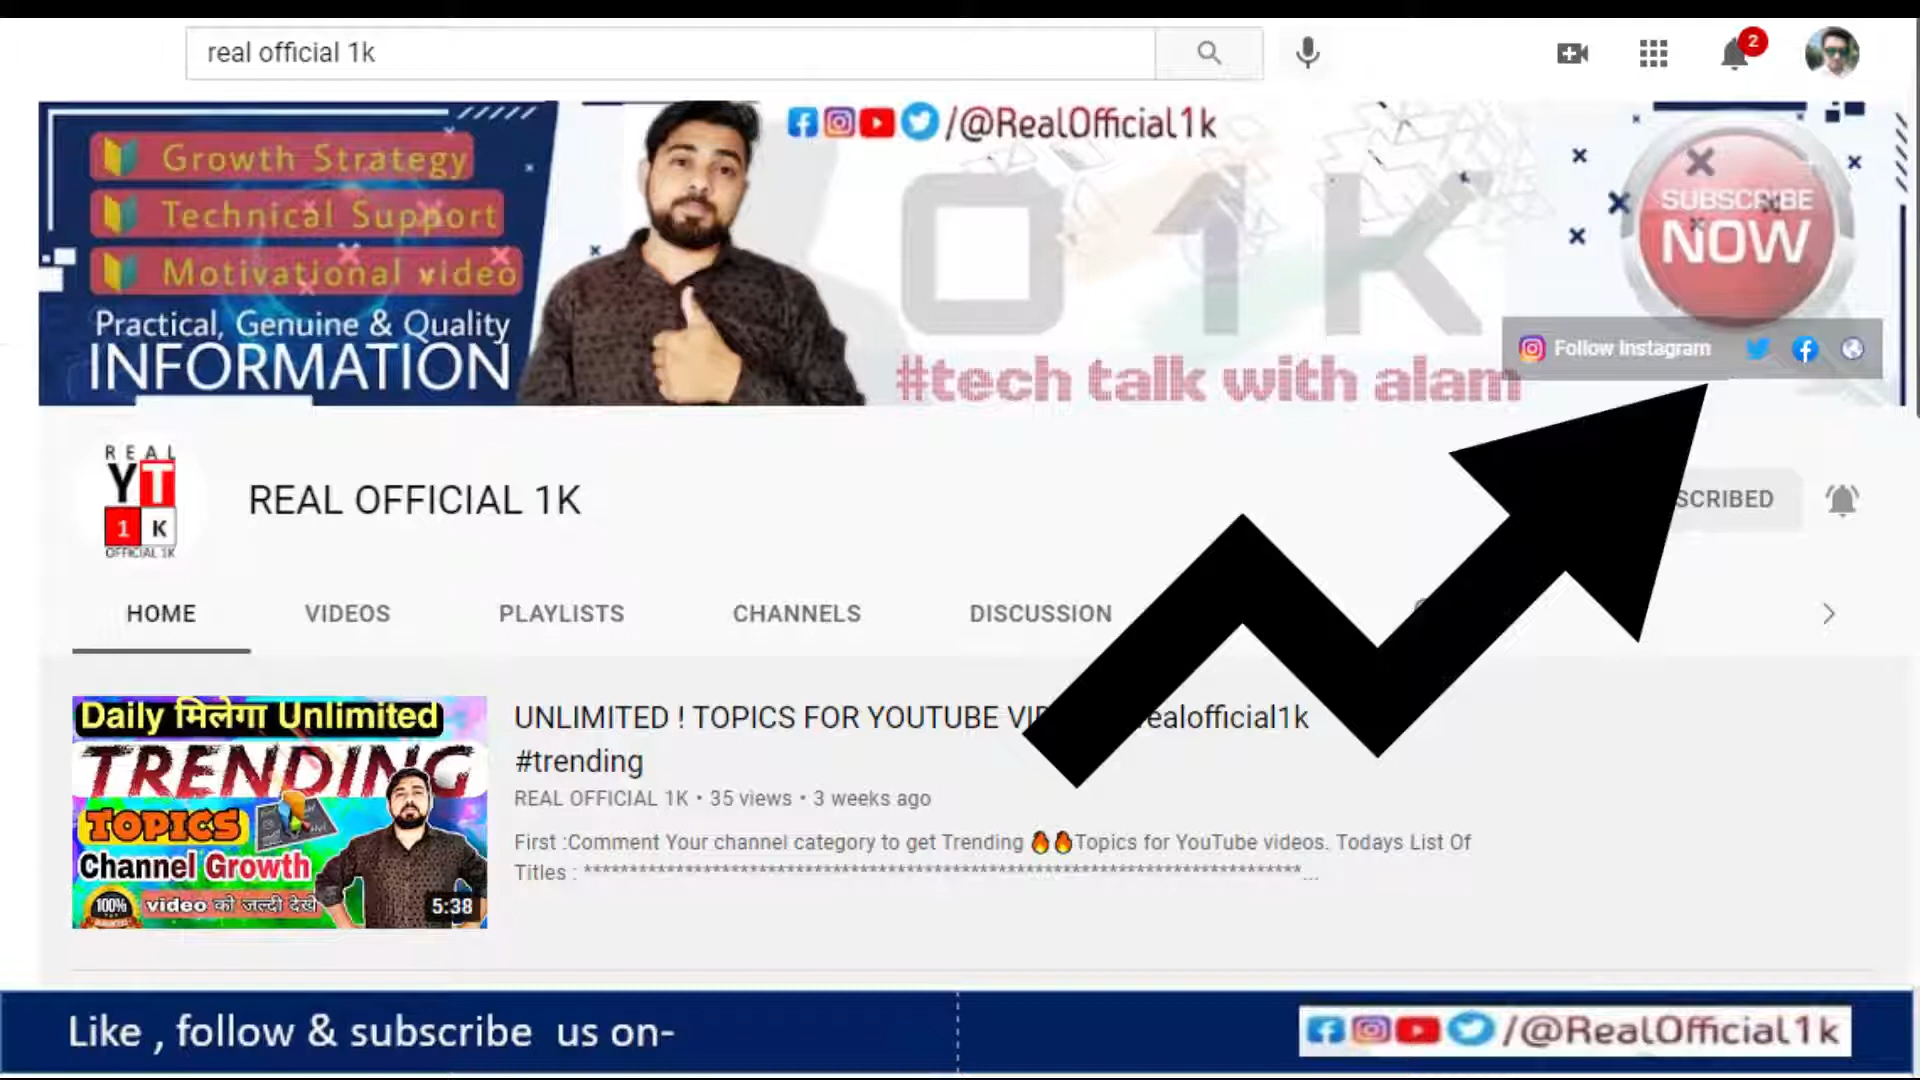 real official 1k
2
Growth Strategy
Technical Support
Motivational video
Practical, Genuine & Quality
INFORMATION
/@RealOfficial1k
O 1K
#tech talk with alam
SUBSCRIBE
NOW
Follow Instagram
REAL
YT
1 K
OFFICIAL 1K
REAL OFFICIAL 1K
SCRIBED
HOME VIDEOS PLAYLISTS CHANNELS DISCUSSION
Daily मिलेगा Unlimited
TRENDING
TOPICS
Channel Growth
100%
video को जल्दी देखे
5:38
UNLIMITED ! TOPICS FOR YOUTUBE VI ealofficial1k
#trending
REAL OFFICIAL 1K • 35 views • 3 weeks ago
First :Comment Your channel category to get Trending 🔥🔥Topics for YouTube videos. Todays List Of
Titles : ******************************************************************************...
Like , follow & subscribe us on-
/@RealOfficial1k